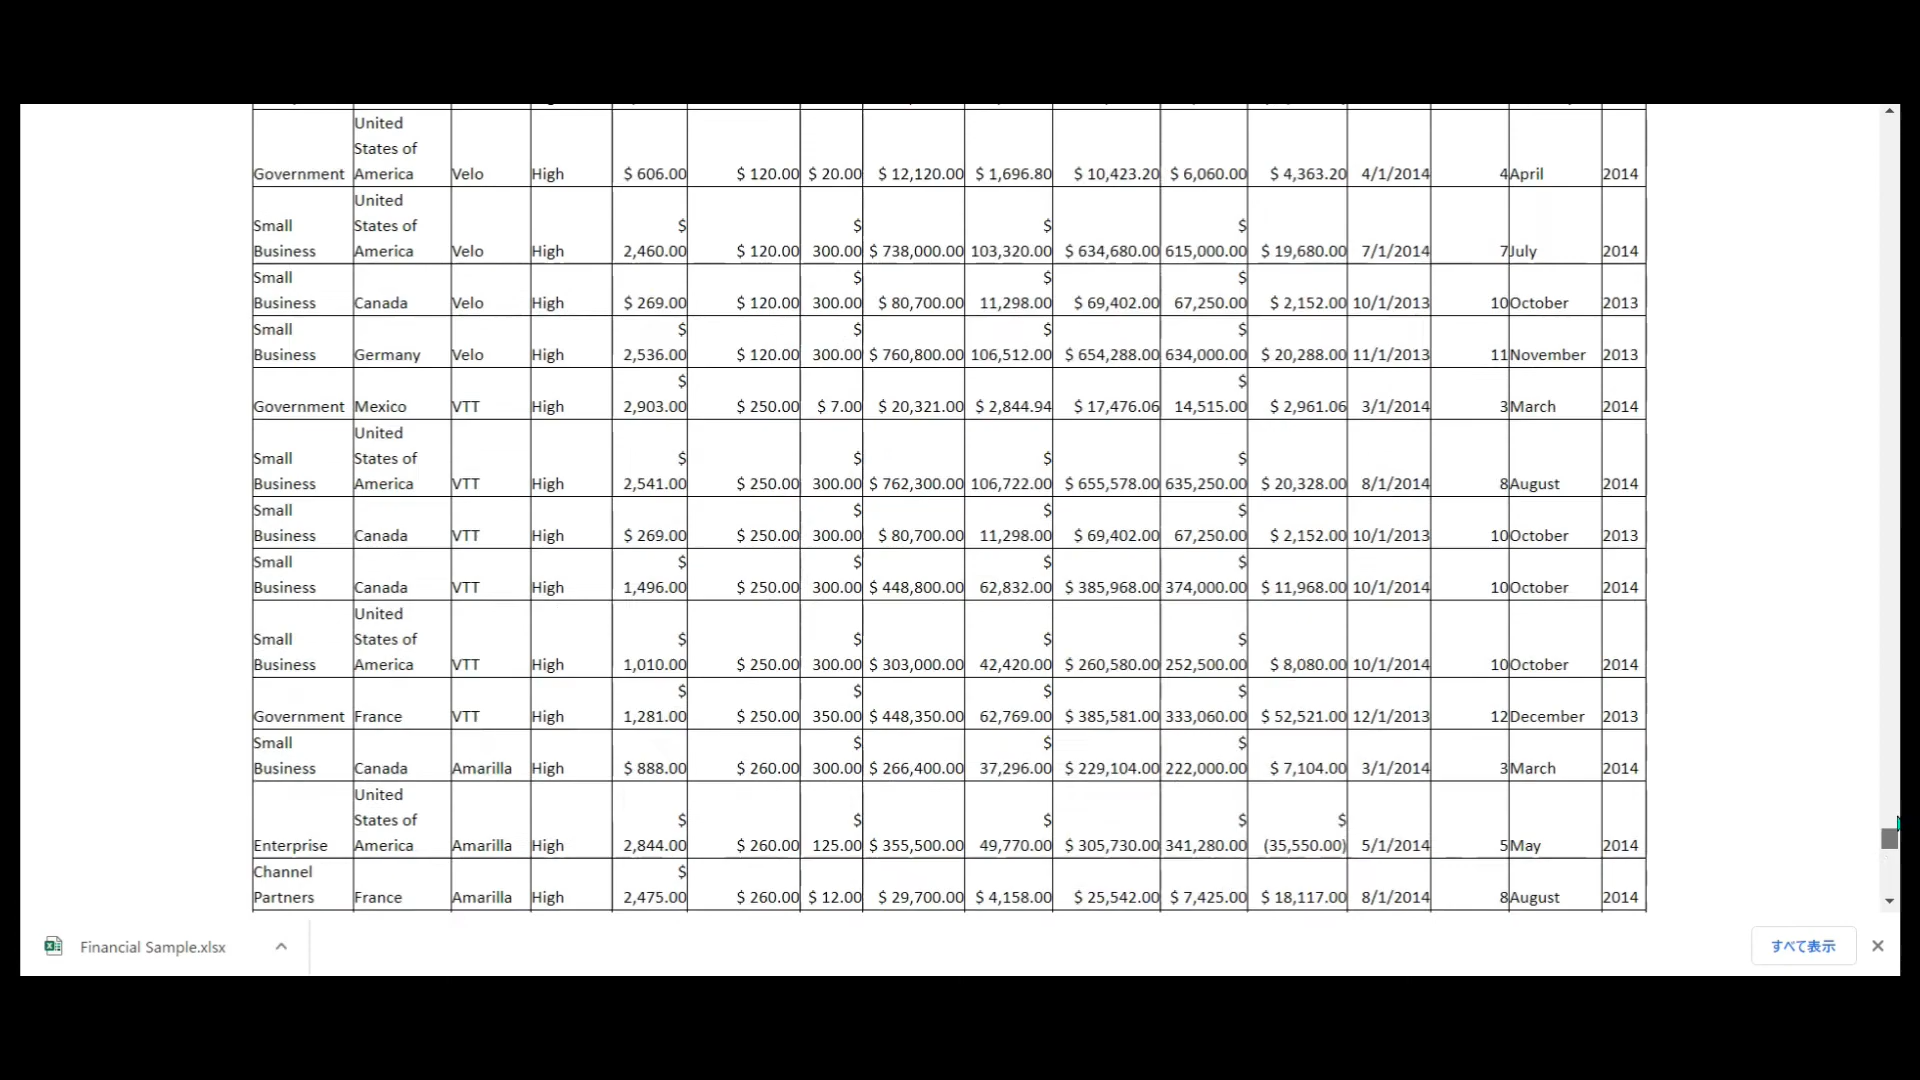 Government United States of America Velo High $ 606.00 $ 120.00 $ 20.00 $ 12,120.00 $ 1,696.80 $ 10,423.20 $ 6,060.00 $ 4,363.20 4/1/2014 4 April 2014
Small Business United States of America Velo High $ 2,460.00 $ 120.00 $ 300.00 $ 738,000.00 $ 103,320.00 $ 634,680.00 $ 615,000.00 $ 19,680.00 7/1/2014 7 July 2014
Small Business Canada Velo High $ 269.00 $ 120.00 $ 300.00 $ 80,700.00 $ 11,298.00 $ 69,402.00 $ 67,250.00 $ 2,152.00 10/1/2013 10 October 2013
Small Business Germany Velo High $ 2,536.00 $ 120.00 $ 300.00 $ 760,800.00 $ 106,512.00 $ 654,288.00 $ 634,000.00 $ 20,288.00 11/1/2013 11 November 2013
Government Mexico VTT High $ 2,903.00 $ 250.00 $ 7.00 $ 20,321.00 $ 2,844.94 $ 17,476.06 $ 14,515.00 $ 2,961.06 3/1/2014 3 March 2014
Small Business United States of America VTT High $ 2,541.00 $ 250.00 $ 300.00 $ 762,300.00 $ 106,722.00 $ 655,578.00 $ 635,250.00 $ 20,328.00 8/1/2014 8 August 2014
Small Business Canada VTT High $ 269.00 $ 250.00 $ 300.00 $ 80,700.00 $ 11,298.00 $ 69,402.00 $ 67,250.00 $ 2,152.00 10/1/2013 10 October 2013
Small Business Canada VTT High $ 1,496.00 $ 250.00 $ 300.00 $ 448,800.00 $ 62,832.00 $ 385,968.00 $ 374,000.00 $ 11,968.00 10/1/2014 10 October 2014
Small Business United States of America VTT High $ 1,010.00 $ 250.00 $ 300.00 $ 303,000.00 $ 42,420.00 $ 260,580.00 $ 252,500.00 $ 8,080.00 10/1/2014 10 October 2014
Government France VTT High $ 1,281.00 $ 250.00 $ 350.00 $ 448,350.00 $ 62,769.00 $ 385,581.00 $ 333,060.00 $ 52,521.00 12/1/2013 12 December 2013
Small Business Canada Amarilla High $ 888.00 $ 260.00 $ 300.00 $ 266,400.00 $ 37,296.00 $ 229,104.00 $ 222,000.00 $ 7,104.00 3/1/2014 3 March 2014
Enterprise United States of America Amarilla High $ 2,844.00 $ 260.00 $ 125.00 $ 355,500.00 $ 49,770.00 $ 305,730.00 $ 341,280.00 $ (35,550.00) 5/1/2014 5 May 2014
Channel Partners France Amarilla High $ 2,475.00 $ 260.00 $ 12.00 $ 29,700.00 $ 4,158.00 $ 25,542.00 $ 7,425.00 $ 18,117.00 8/1/2014 8 August 2014
Financial Sample.xlsx
すべて表示